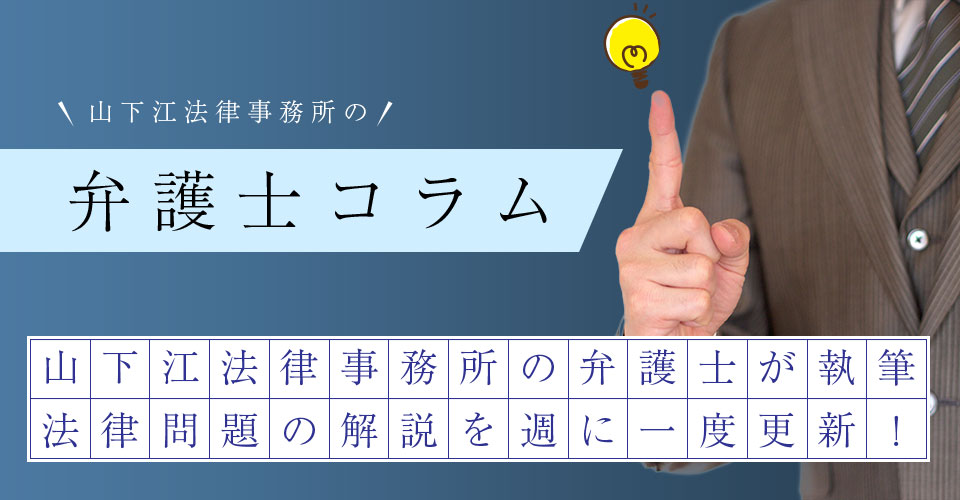 山下江法律事務所の
弁護士コラム
山下江法律事務所の弁護士が執筆
法律問題の解説を週に一度更新！